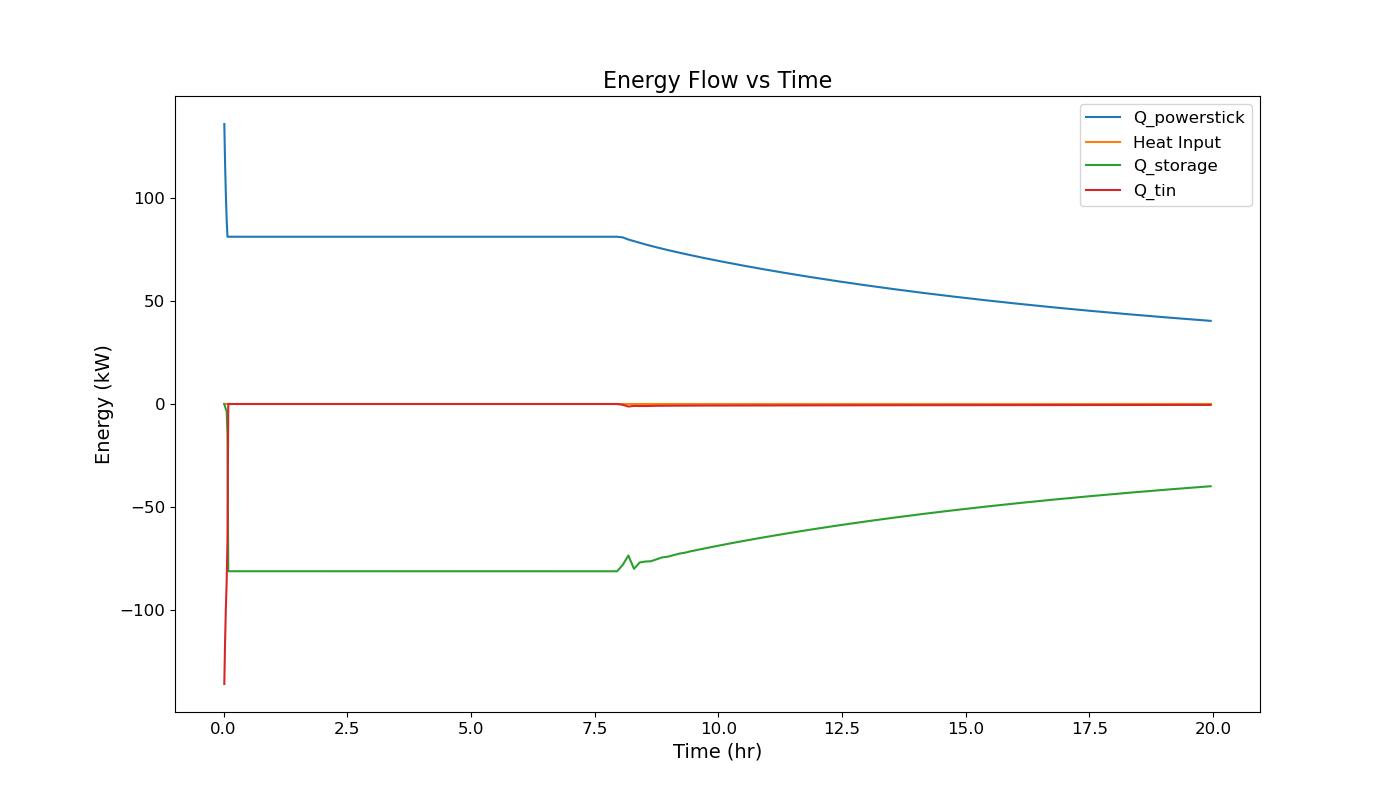 Energy Flow vs Time
Q_powerstick
Heat Input
Q_storage
Q_tin
Energy (kW)
100
50
0
−50
−100
0.0
2.5
5.0
7.5
10.0
12.5
15.0
17.5
20.0
Time (hr)